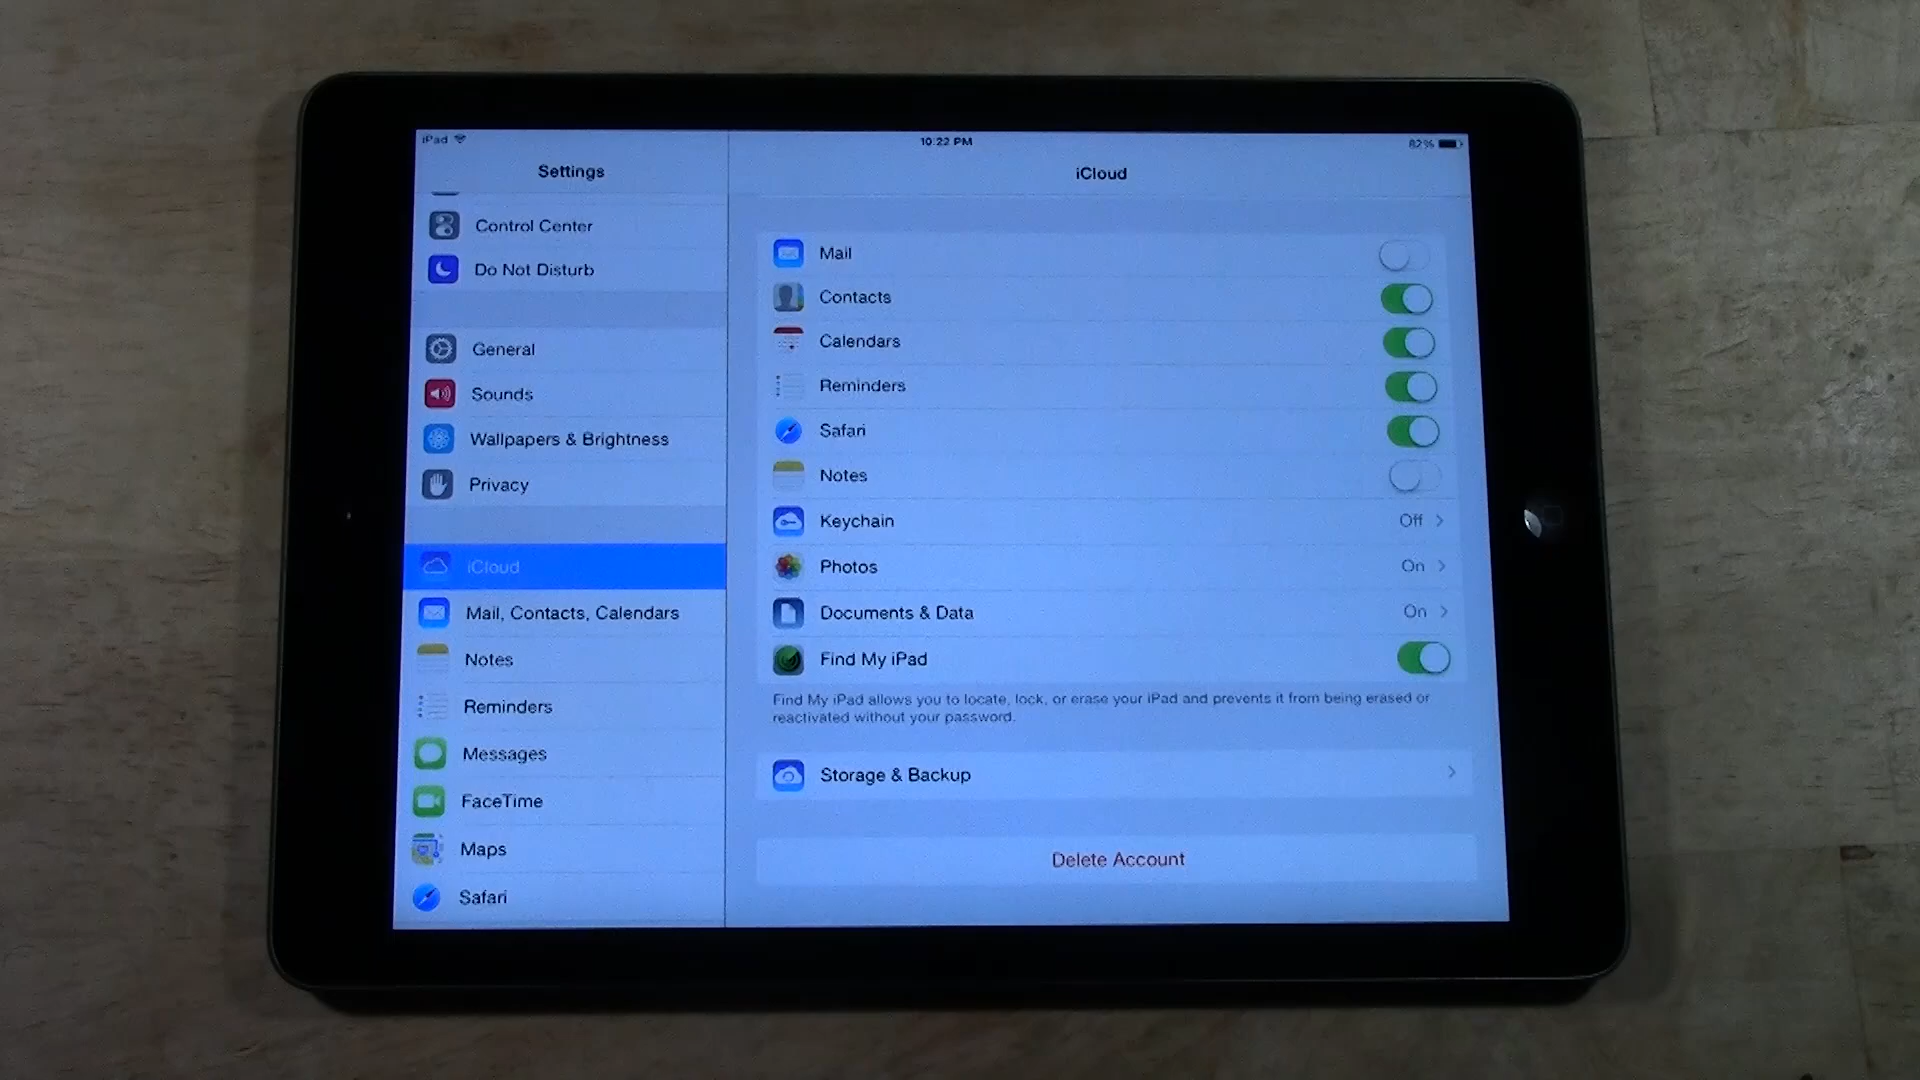 iPad
10:22 PM
82%
Settings
Control Center
Do Not Disturb
General
Sounds
Wallpapers & Brightness
Privacy
iCloud
Mail, Contacts, Calendars
Notes
Reminders
Messages
FaceTime
Maps
Safari
iCloud
Mail
Contacts
Calendars
Reminders
Safari
Notes
Keychain Off
Photos On
Documents & Data On
Find My iPad
Find My iPad allows you to locate, lock, or erase your iPad and prevents it from being erased or
reactivated without your password.
Storage & Backup
Delete Account